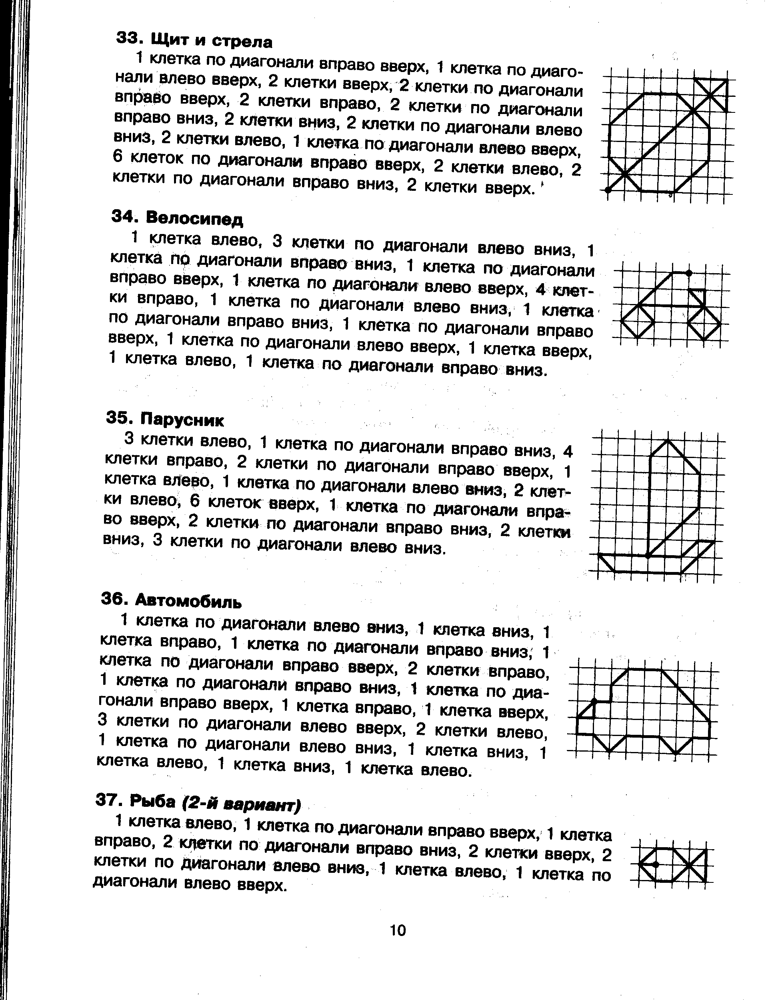 33. Щит и стрела
1 клетка по диагонали вправо вверх, 1 клетка по диаго-
нали влево вверх, 2 клетки вверх, 2 клетки по диагонали
вправо вверх, 2 клетки вправо, 2 клетки по диагонали
вправо вниз, 2 клетки вниз, 2 клетки по диагонали влево
вниз, 2 клетки влево, 1 клетка по диагонали влево вверх,
6 клеток по диагонали вправо вверх, 2 клетки влево, 2
клетки по диагонали вправо вниз, 2 клетки вверх.
34. Велосипед
1 клетка влево, 3 клетки по диагонали влево вниз, 1
клетка по диагонали вправо вниз, 1 клетка по диагонали
вправо вверх, 1 клетка по диагонали влево вверх, 4 клет-
ки вправо, 1 клетка по диагонали влево вниз, 1 клетка
по диагонали вправо вниз, 1 клетка по диагонали вправо
вверх, 1 клетка по диагонали влево вверх, 1 клетка вверх,
1 клетка влево, 1 клетка по диагонали вправо вниз.
35. Парусник
3 клетки влево, 1 клетка по диагонали вправо вниз, 4
клетки вправо, 2 клетки по диагонали вправо вверх, 1
клетка влево, 1 клетка по диагонали влево вниз, 2 клет-
ки влево, 6 клеток вверх, 1 клетка по диагонали впра-
во вверх, 2 клетки по диагонали вправо вниз, 2 клетки
вниз, 3 клетки по диагонали влево вниз.
36. Автомобиль
1 клетка по диагонали влево вниз, 1 клетка вниз, 1
клетка вправо, 1 клетка по диагонали вправо вниз, 1
клетка по диагонали вправо вверх, 2 клетки вправо,
1 клетка по диагонали вправо вниз, 1 клетка по диа-
гонали вправо вверх, 1 клетка вправо, 1 клетка вверх,
3 клетки по диагонали влево вверх, 2 клетки влево,
1 клетка по диагонали влево вниз, 1 клетка вниз, 1
клетка влево, 1 клетка вниз, 1 клетка влево.
37. Рыба (2-й вариант)
1 клетка влево, 1 клетка по диагонали вправо вверх, 1 клетка
вправо, 2 клетки по диагонали вправо вниз, 2 клетки вверх, 2
клетки по диагонали влево вниз, 1 клетка влево, 1 клетка по
диагонали влево вверх.
10